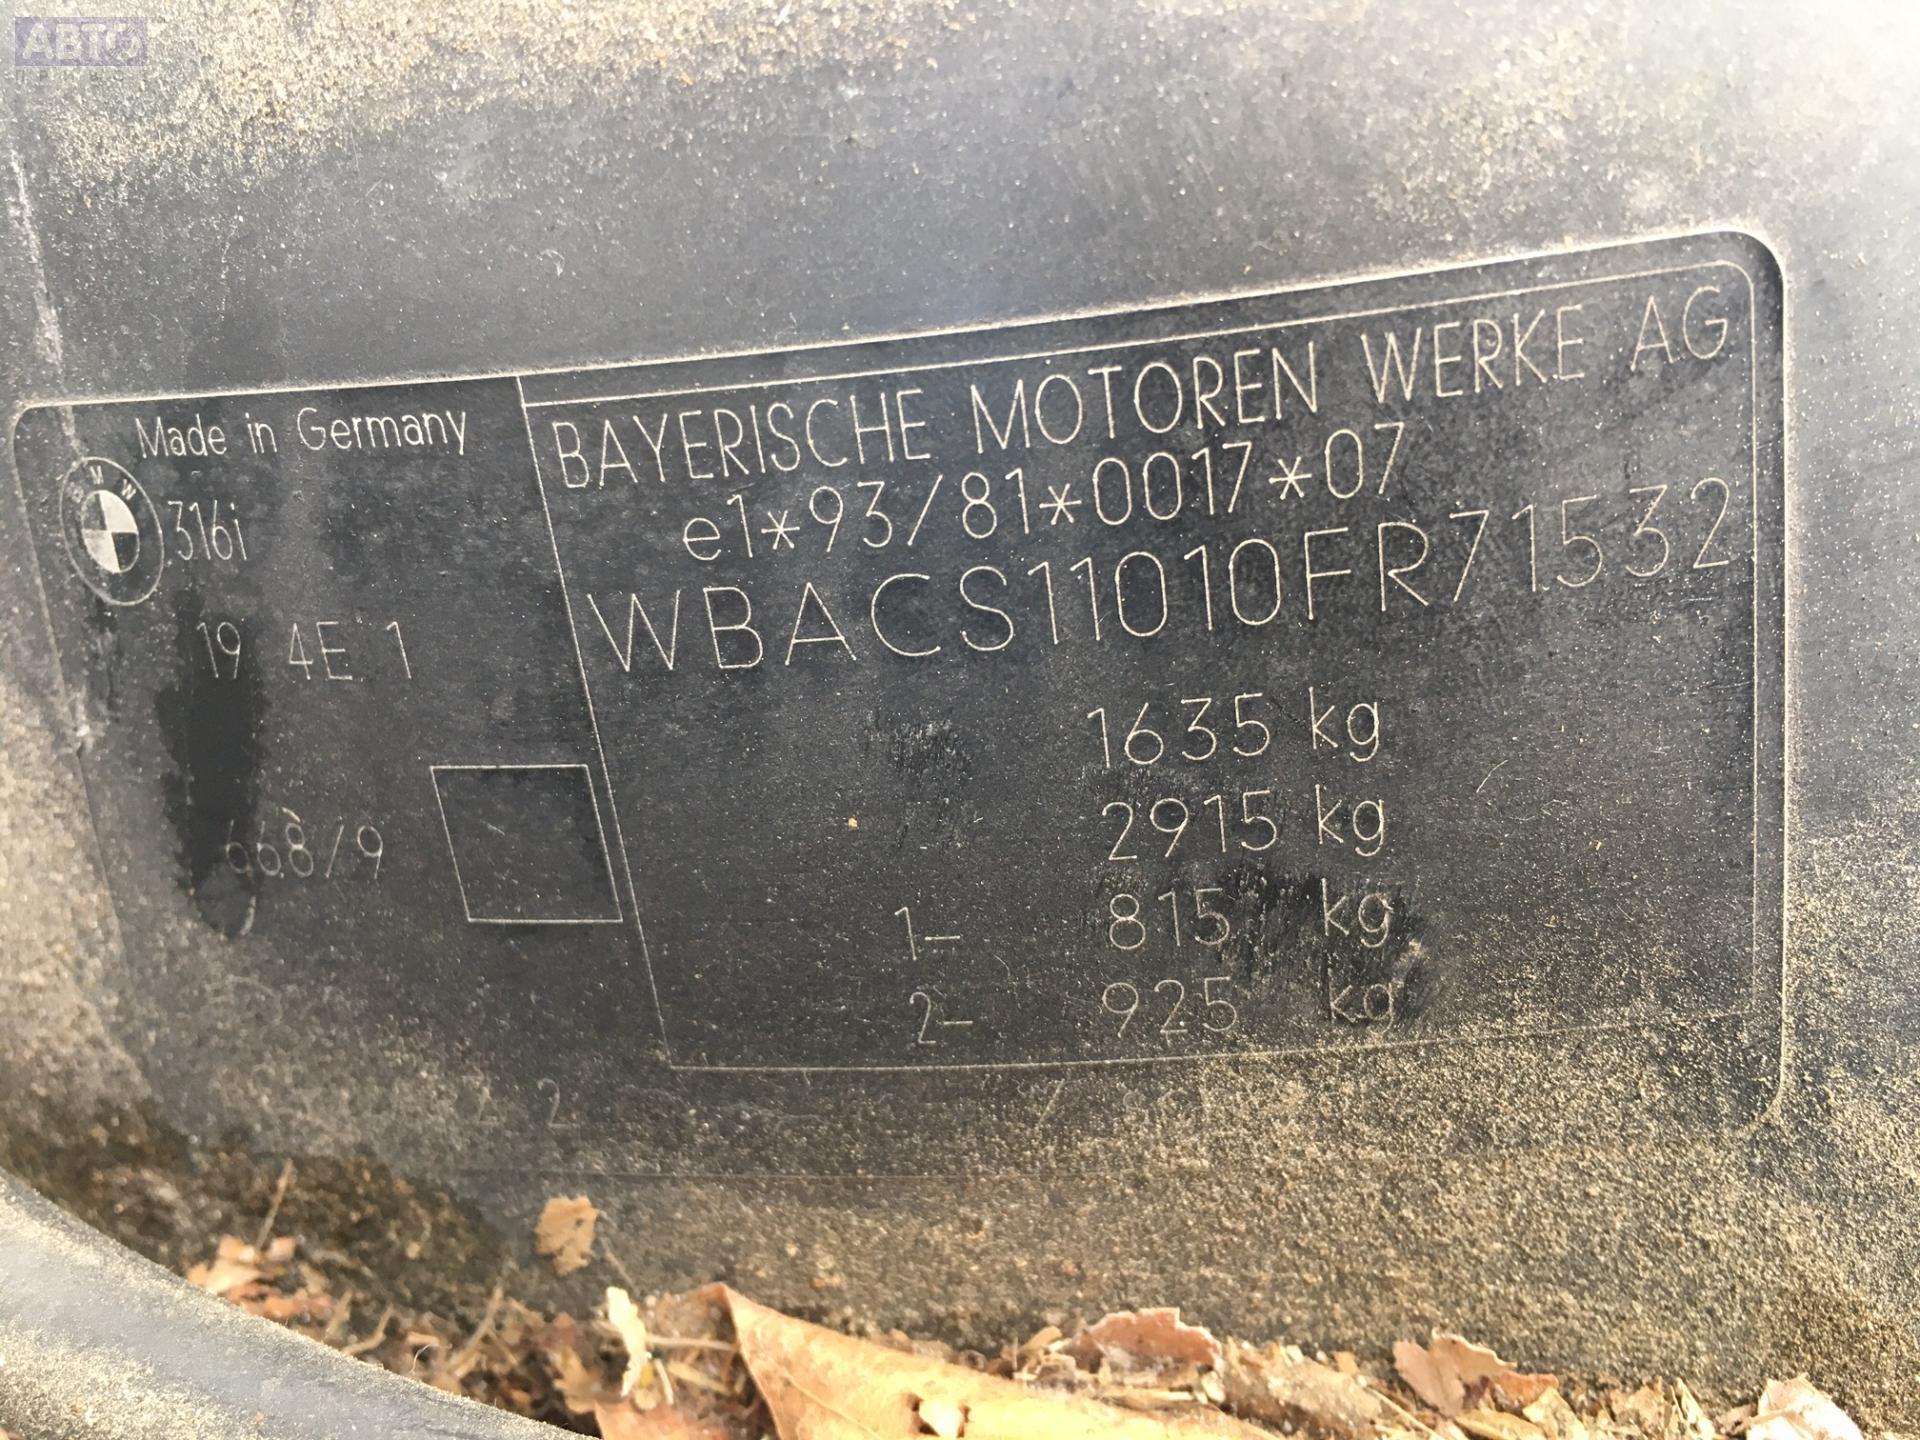 Made in Germany
BMW
316i
19 4E 1
668/9
BAYERISCHE MOTOREN WERKE AG
e1*93/81*0017*07
WBACS11010FR71532
1635 kg
2915 kg
1- 815 kg
2- 925 kg